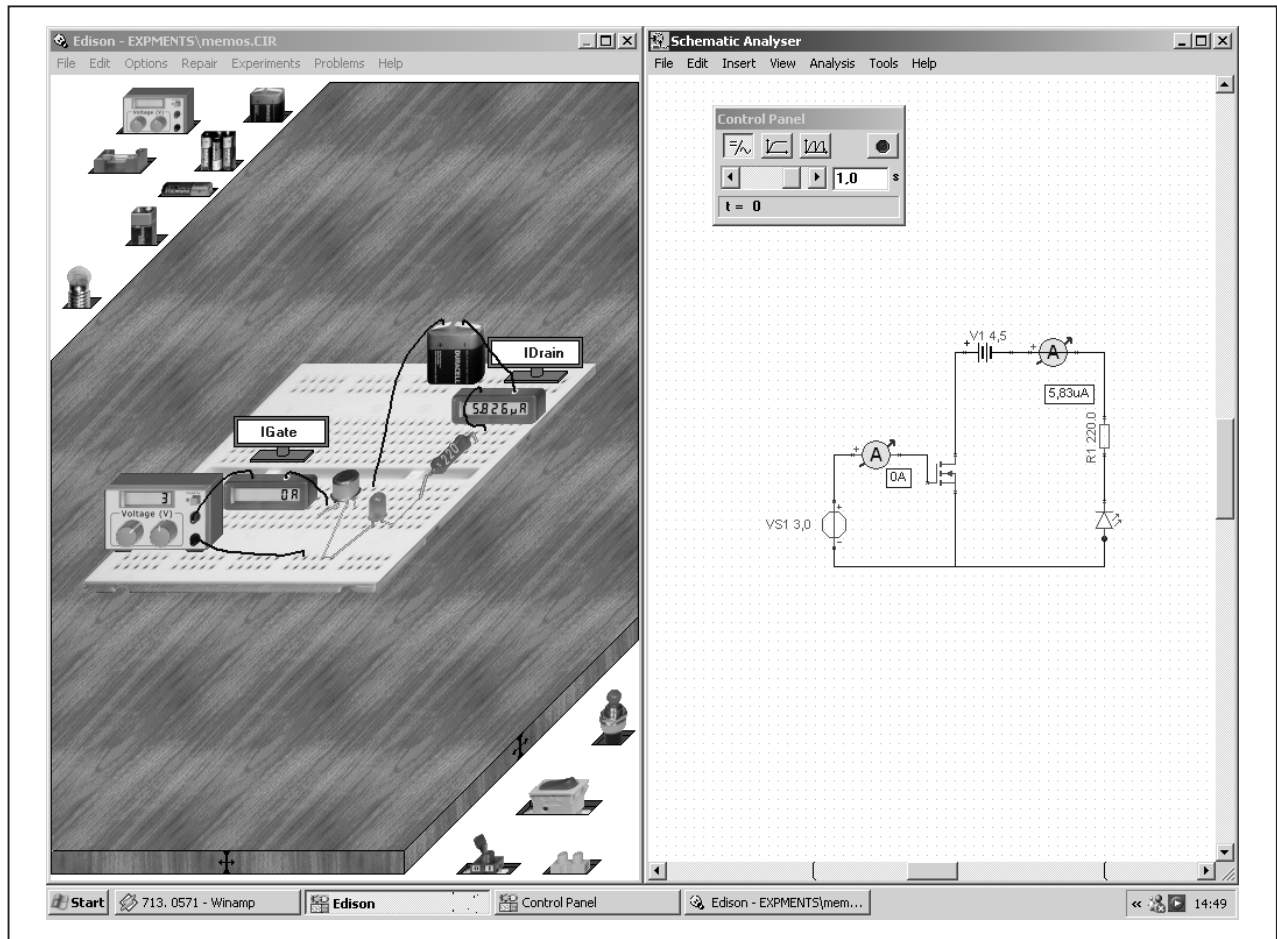 Edison - EXPMENTS\memos.CIR
File Edit Options Repair Experiments Problems Help
Voltage (V)
IDrain
DURACELL
5.826µA
220
IGate
0A
3
Voltage (V)
Schematic Analyser
File Edit Insert View Analysis Tools Help
Control Panel
1,0 s
t = 0
V1 4,5
A
5,83uA
R1 220.0
A
0A
VS1 3,0
Start
713. 0571 - Winamp
Edison
Control Panel
Edison - EXPMENTS\mem...
« 14:49